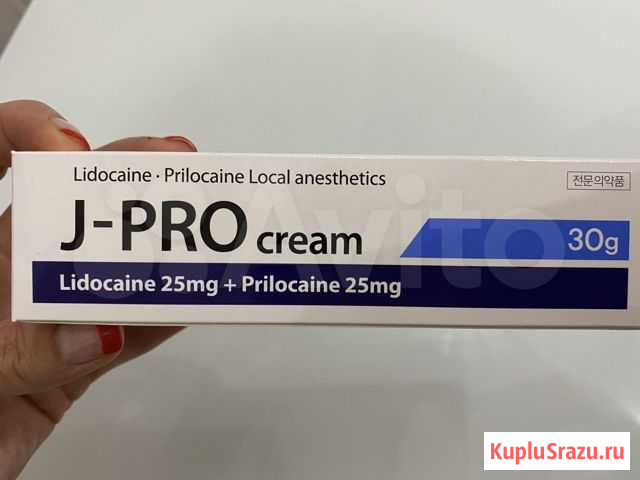 Lidocaine · Prilocaine Local anesthetics
전문의약품
J-PRO cream
30g
Lidocaine 25mg + Prilocaine 25mg
Avito
KupluSrazu.ru